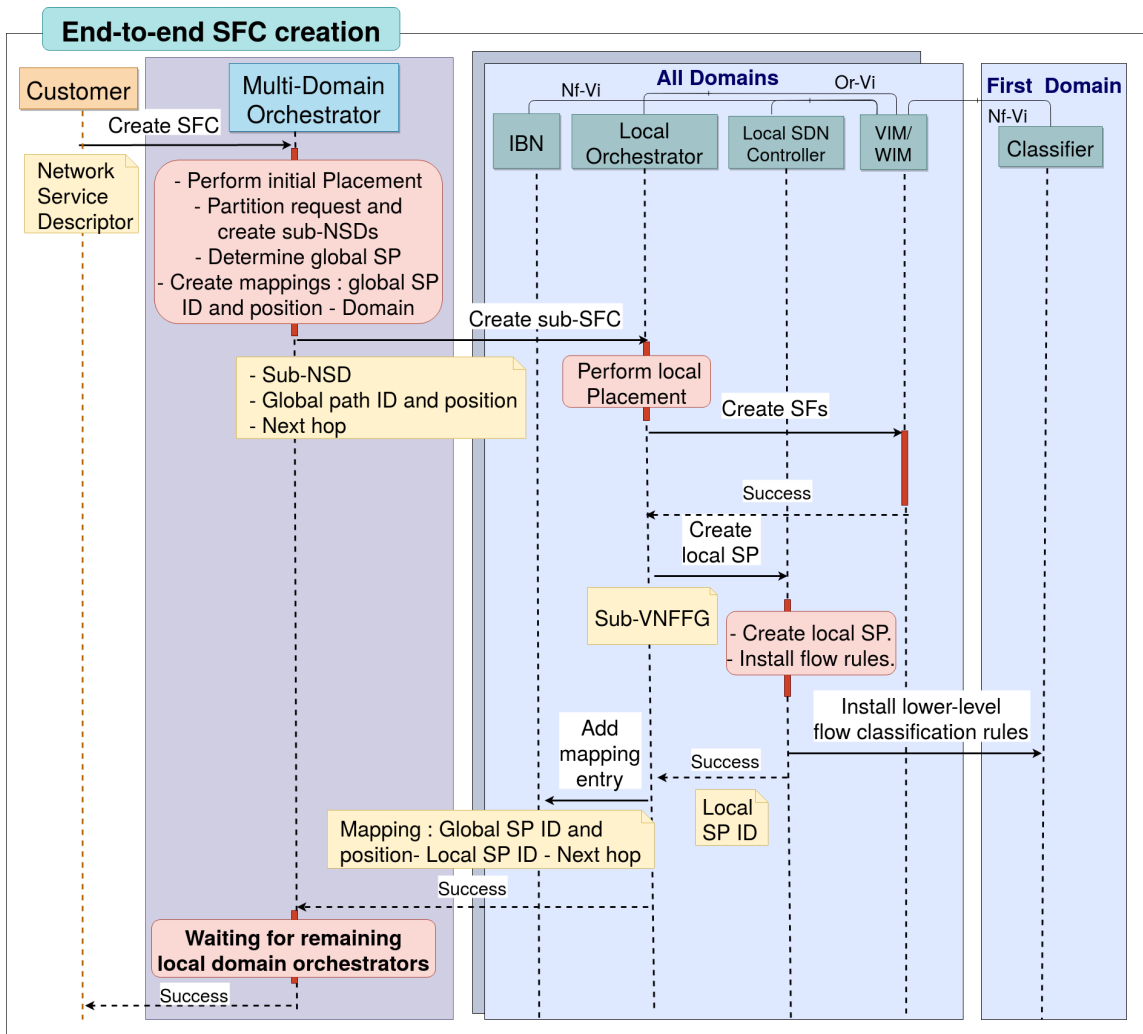 End-to-end SFC creation
Customer
Multi-Domain
Orchestrator
All Domains
First Domain
Nf-Vi
Or-Vi
Nf-Vi
IBN
Local
Orchestrator
Local SDN
Controller
VIM/
WIM
Classifier
Create SFC
Network
Service
Descriptor
- Perform initial Placement
- Partition request and
create sub-NSDs
- Determine global SP
- Create mappings : global SP
ID and position - Domain
Create sub-SFC
- Sub-NSD
- Global path ID and position
- Next hop
Perform local
Placement
Create SFs
Success
Create
local SP
Sub-VNFFG
- Create local SP.
- Install flow rules.
Install lower-level
flow classification rules
Success
Local
SP ID
Add
mapping
entry
Mapping : Global SP ID and
position- Local SP ID - Next hop
Success
Waiting for remaining
local domain orchestrators
Success